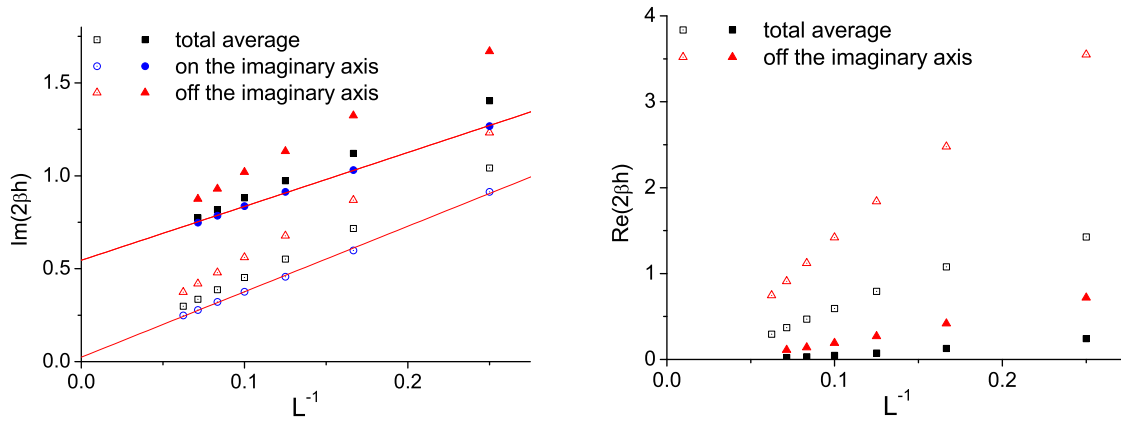 total average
on the imaginary axis
off the imaginary axis
1.5
1.0
0.5
0.0
Im(2βh)
0.0
0.1
0.2
L⁻¹
total average
off the imaginary axis
4
3
2
1
0
Re(2βh)
0.0
0.1
0.2
L⁻¹